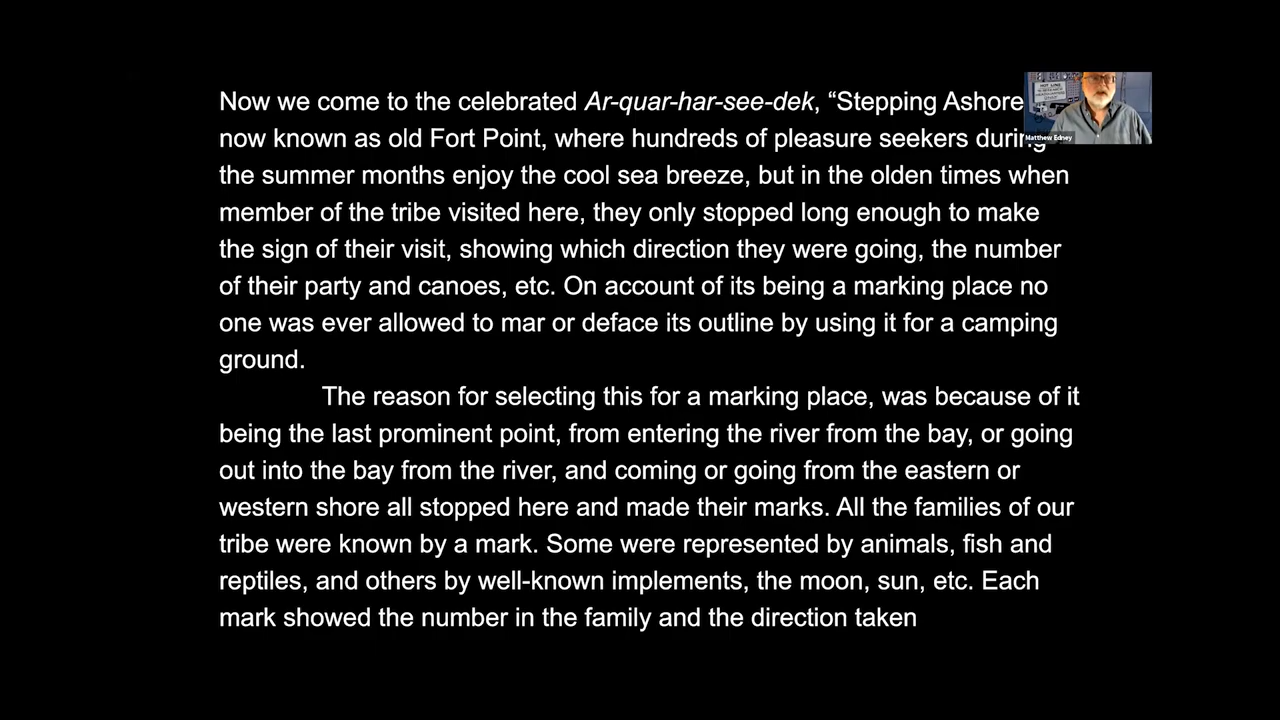 Now we come to the celebrated Ar-quar-har-see-dek, “Stepping Ashore
now known as old Fort Point, where hundreds of pleasure seekers during
the summer months enjoy the cool sea breeze, but in the olden times when
member of the tribe visited here, they only stopped long enough to make
the sign of their visit, showing which direction they were going, the number
of their party and canoes, etc. On account of its being a marking place no
one was ever allowed to mar or deface its outline by using it for a camping
ground.
The reason for selecting this for a marking place, was because of it
being the last prominent point, from entering the river from the bay, or going
out into the bay from the river, and coming or going from the eastern or
western shore all stopped here and made their marks. All the families of our
tribe were known by a mark. Some were represented by animals, fish and
reptiles, and others by well-known implements, the moon, sun, etc. Each
mark showed the number in the family and the direction taken
HOT LINE
Matthew Edney